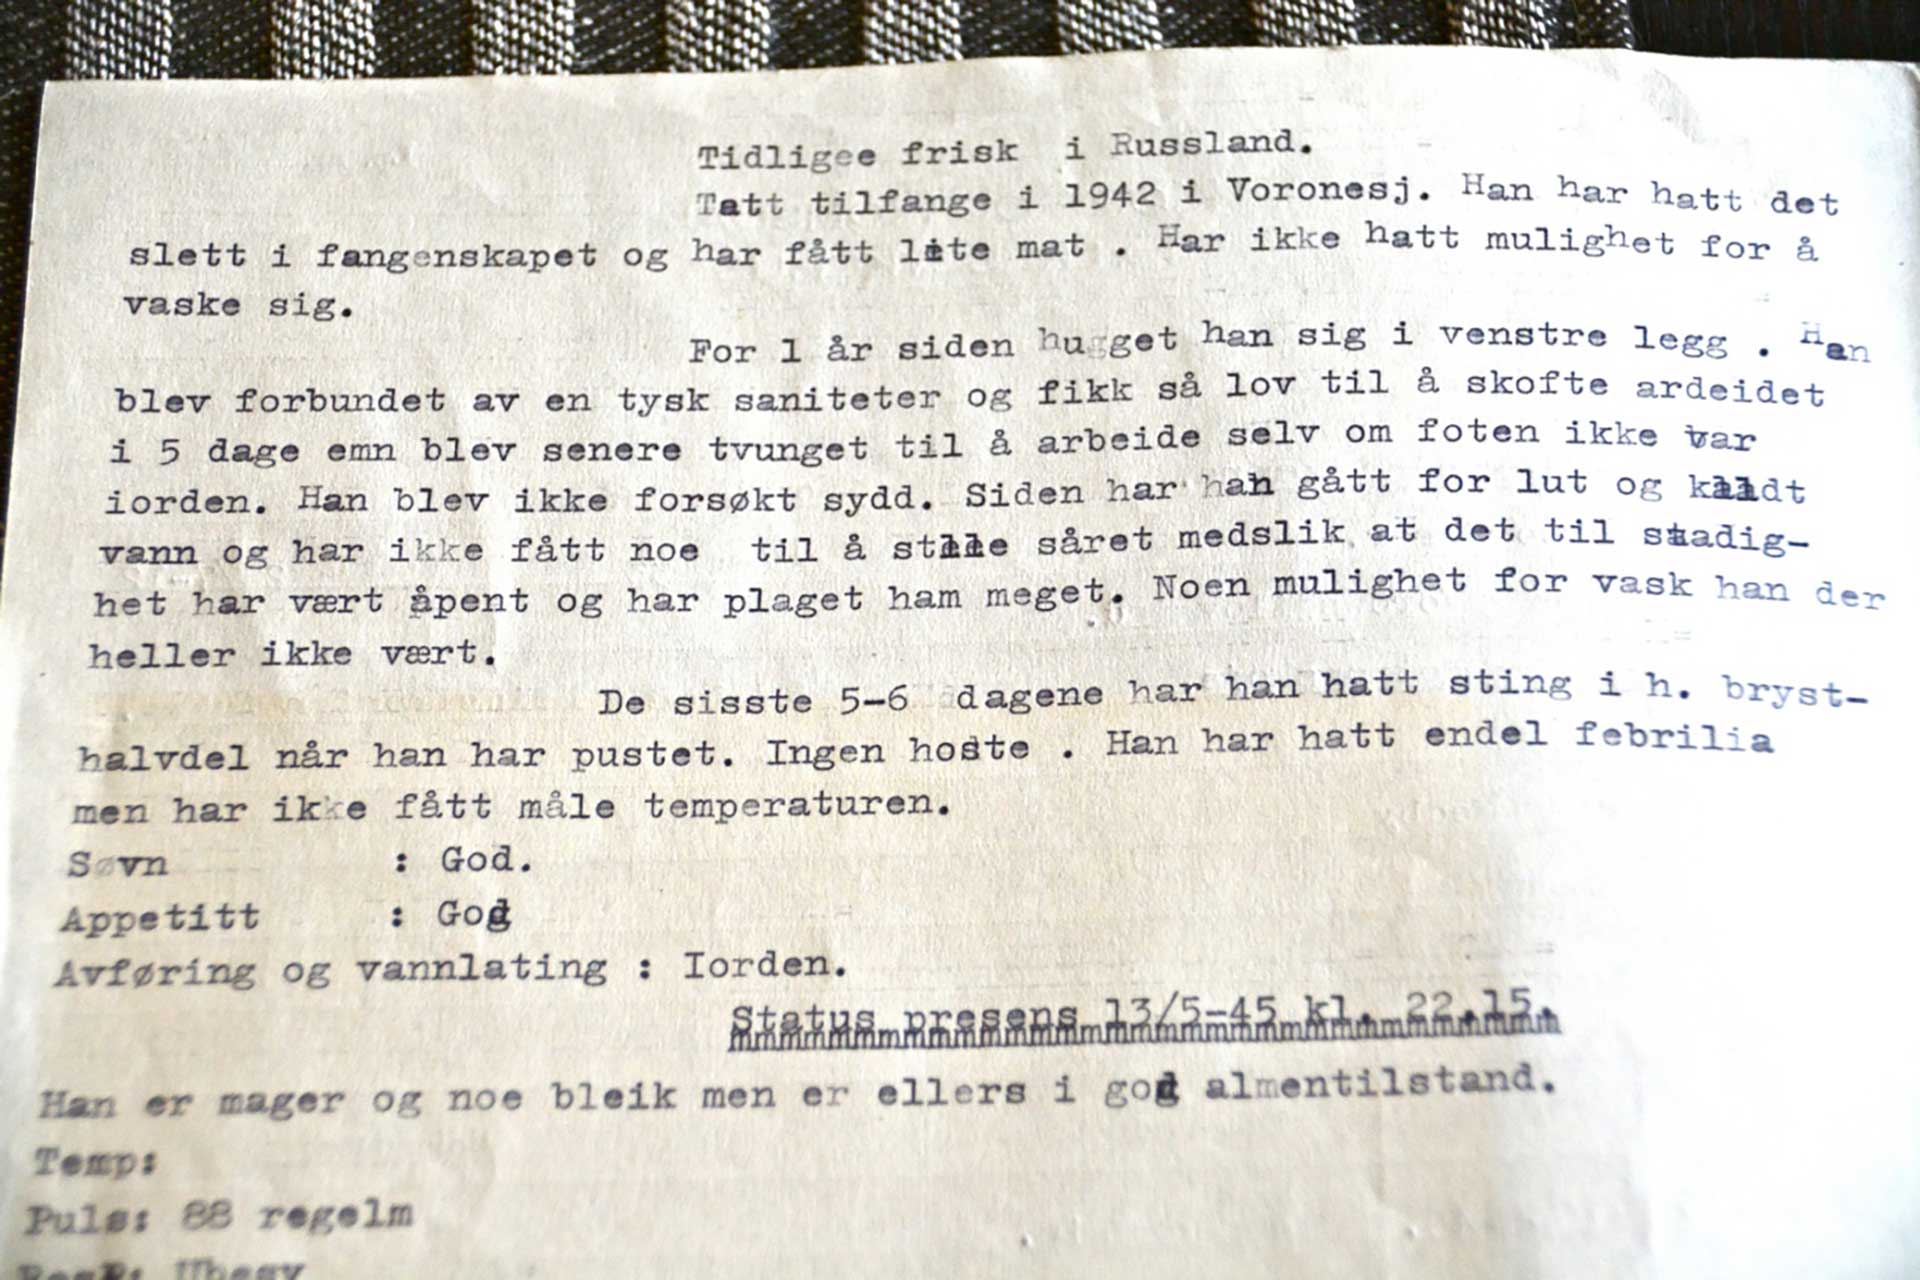 Tidligee frisk i Russland.
Tatt tilfange i 1942 i Voronesj. Han har hatt det
slett i fangenskapet og har fått lite mat . Har ikke hatt mulighet for å
vaske sig.
For 1 år siden hugget han sig i venstre legg . Han
blev forbundet av en tysk saniteter og fikk så lov til å skofte ardeidet
i 5 dage emn blev senere tvunget til å arbeide selv om foten ikke var
iorden. Han blev ikke forsøkt sydd. Siden har han gått for lut og kaldt
vann og har ikke fått noe til å stlle såret medslik at det til stadig-
het har vært åpent og har plaget ham meget. Noen mulighet for vask han der
heller ikke vært.
De sisste 5-6 dagene har han hatt sting i h. bryst-
halvdel når han har pustet. Ingen hoste . Han har hatt endel febrilia
men har ikke fått måle temperaturen.
Søvn : God.
Appetitt : God
Avføring og vannlating : Iorden.
Status presens 13/5-45 kl. 22.15.
Han er mager og noe bleik men er ellers i god almentilstand.
Temp:
Puls: 88 regelm